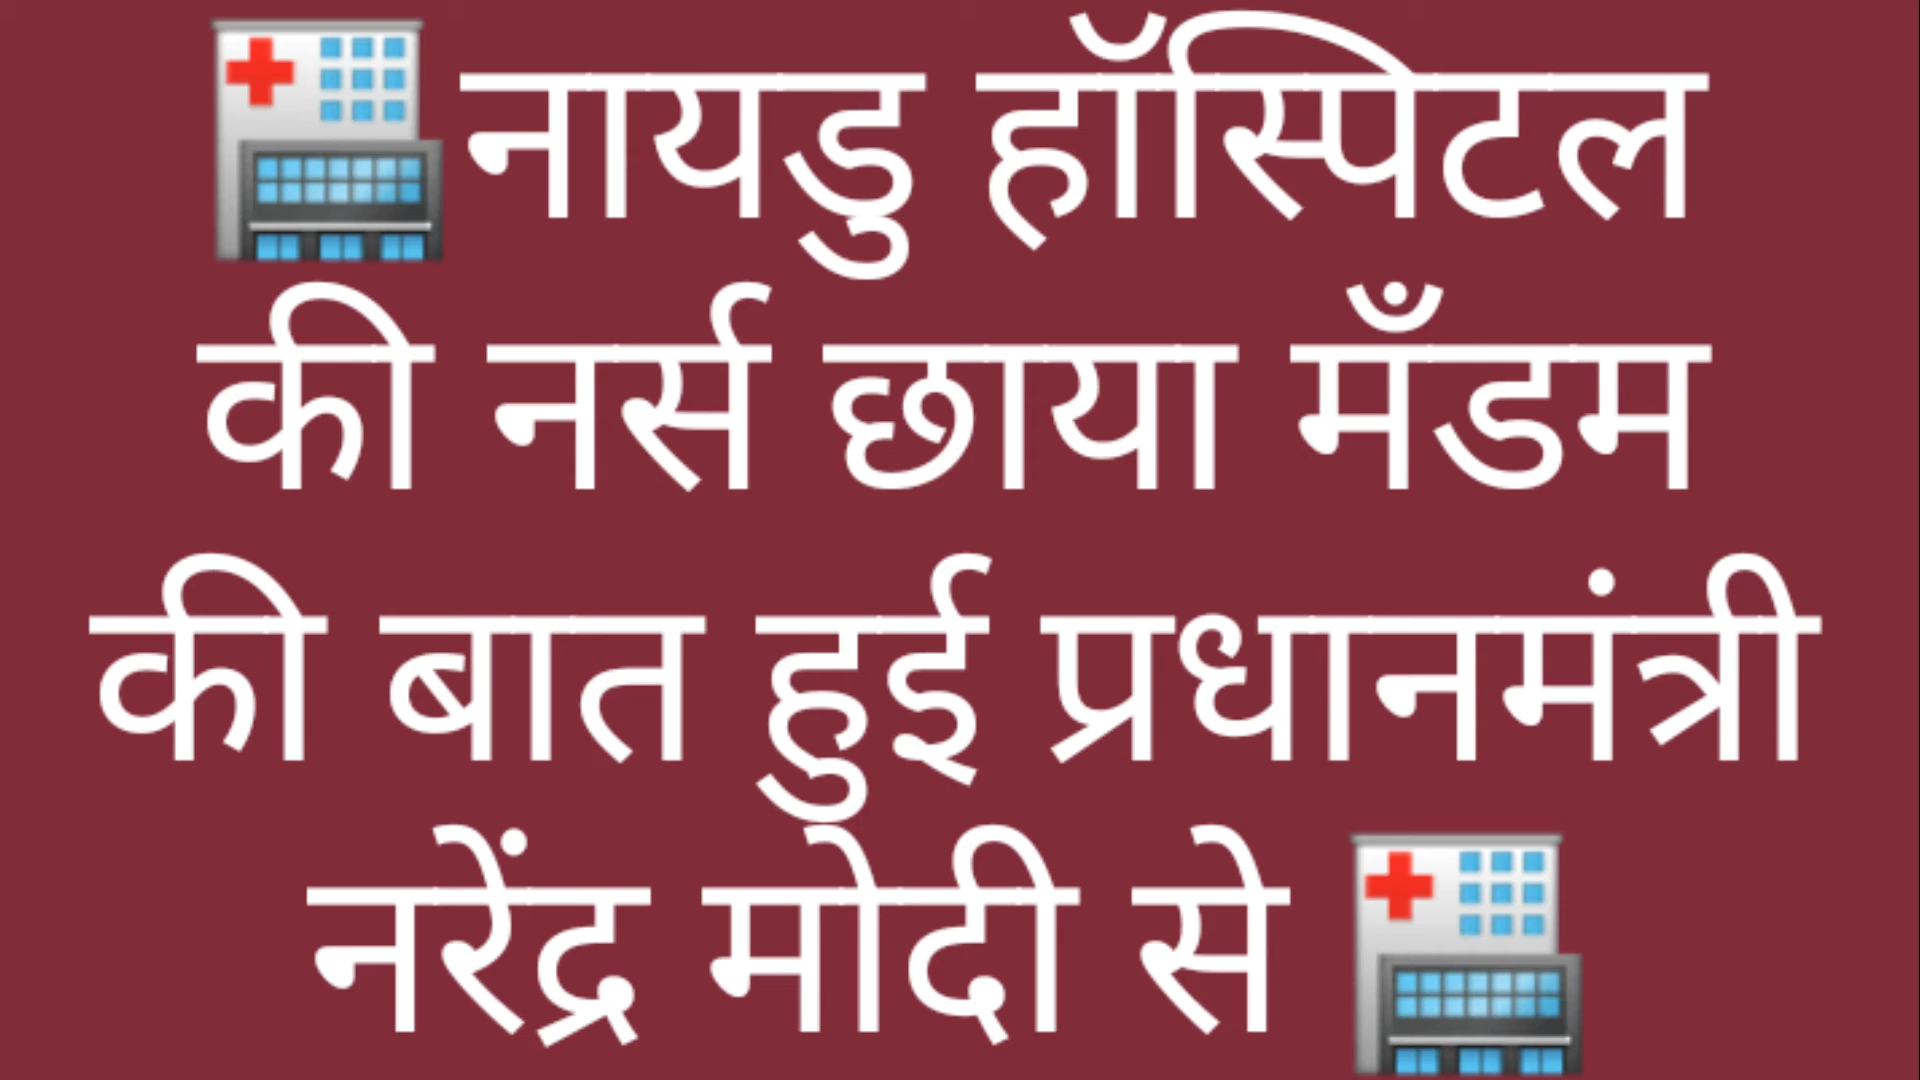 🏥नायडु हॉस्पिटल
की नर्स छाया मँडम
की बात हुई प्रधानमंत्री
नरेंद्र मोदी से 🏥